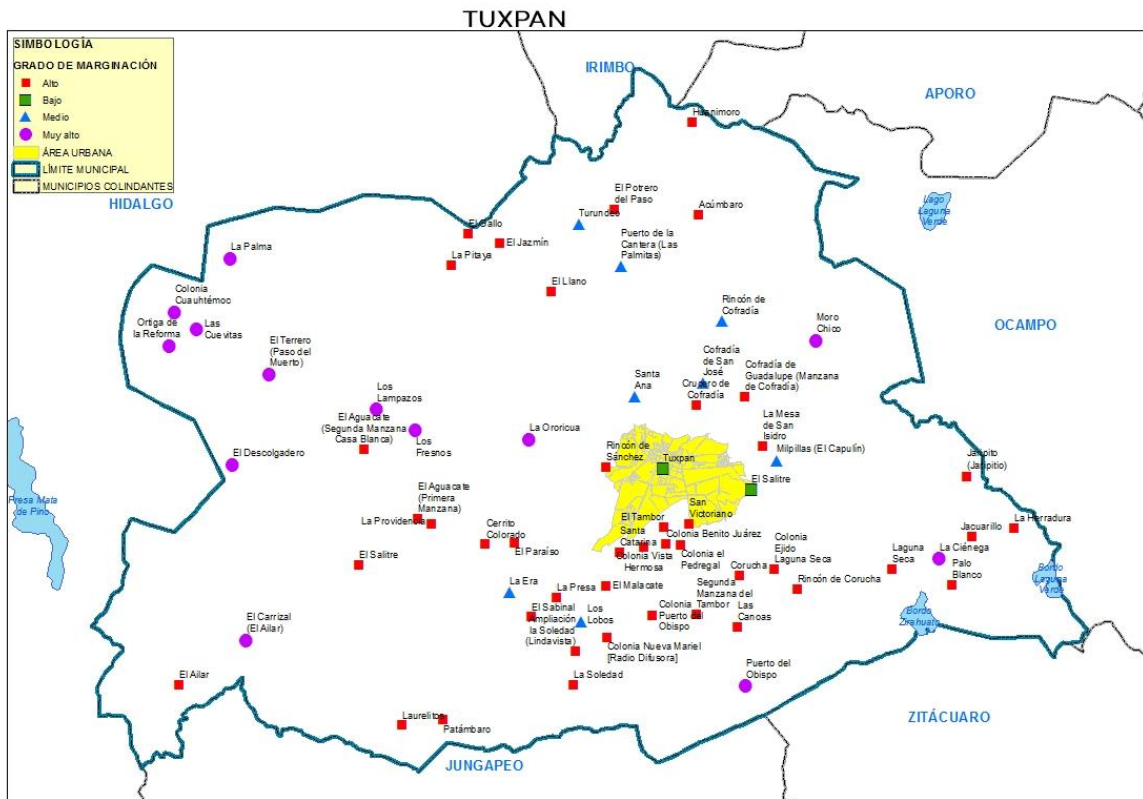 TUXPAN
SIMBOLOGÍA
GRADO DE MARGINACIÓN
Alto
Bajo
Medio
Muy alto
ÁREA URBANA
LÍMITE MUNICIPAL
MUNICIPIOS COLINDANTES
IRIMBO
APORO
HIDALGO
OCAMPO
ZITÁCUARO
JUNGAPEO
Huanimoro
Lago
Laguna
Verde
El Potrero
del Paso
Turundeo
Acúmbaro
El Gallo
El Jazmín
Puerto de la
Cantera (Las
Palmitas)
La Palma
La Pitaya
El Llano
Colonia
Cuauhtémoc
Ortiga de
la Reforma
Las
Cuevitas
Rincón de
Cofradía
Moro
Chico
El Terrero
(Paso del
Muerto)
Cofradía
de San
José
Cofradía de
Guadalupe (Manzana
de Cofradía)
Santa
Ana
Crucero de
Cofradía
Los
Lampazos
El Aguacate
(Segunda Manzana
Casa Blanca)
Los
Fresnos
La Ororicua
La Mesa
de San
Isidro
Milpillas (El Capulín)
El Descolgadero
Rincón de
Sánchez
Tuxpan
El Salitre
Jaripito
(Jaripitio)
Presa Mata
de Pino
El Aguacate
(Primera
Manzana)
La Providencia
San
Victoriano
El Tambor
Santa
Catarina
Colonia Benito Juárez
La Herradura
Jacuarillo
Cerrito
Colorado
El Paraíso
Colonia Vista
Hermosa
Colonia el
Pedregal
Colonia
Ejido
Laguna Seca
Laguna
Seca
La Ciénega
El Salitre
Corucha
Palo
Blanco
Bordo
Laguna
Verde
La Era
La Presa
El Malacate
Segunda
Manzana del
Tambor
Rincón de Corucha
El Sabinal
Ampliación
la Soledad
(Lindavista)
Los
Lobos
Colonia
Puerto del
Obispo
Las
Canoas
Bordo
Zirahuato
El Carrizal
(El Ailar)
Colonia Nueva Mariel
[Radio Difusora]
El Ailar
La Soledad
Puerto del
Obispo
Laurelitos
Patámbaro